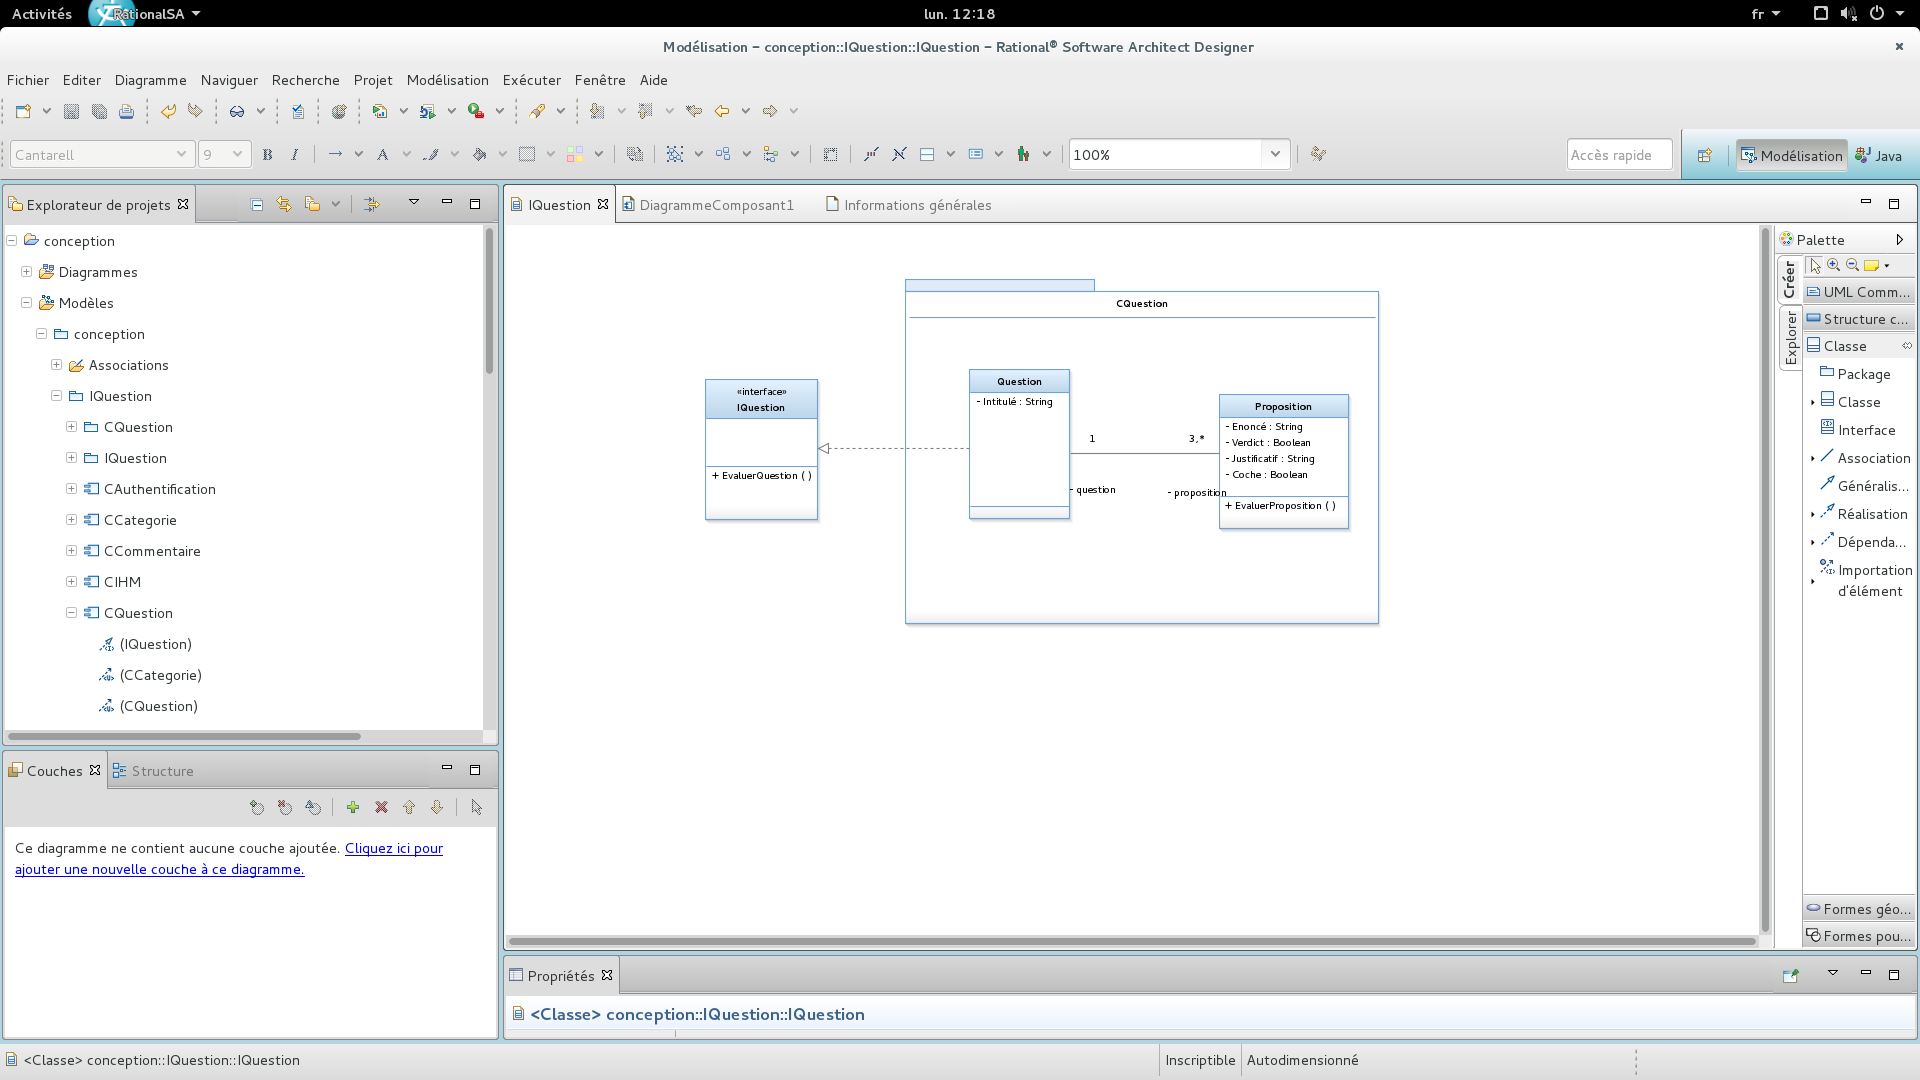 Activités
RationalSA
lun. 12:18
fr
Modélisation – conception::IQuestion::IQuestion – Rational® Software Architect Designer
Fichier Editer Diagramme Naviguer Recherche Projet Modélisation Exécuter Fenêtre Aide
Cantarell
9
100%
Accès rapide
Modélisation
Java
Explorateur de projets
conception
Diagrammes
Modèles
conception
Associations
IQuestion
CQuestion
IQuestion
CAuthentification
CCategorie
CCommentaire
CIHM
CQuestion
(IQuestion)
(CCategorie)
(CQuestion)
Couches
Structure
Ce diagramme ne contient aucune couche ajoutée. Cliquez ici pour
ajouter une nouvelle couche à ce diagramme.
IQuestion
DiagrammeComposant1
Informations générales
CQuestion
«interface»
IQuestion
+ EvaluerQuestion ( )
Question
- Intitulé : String
1
3,*
- question
- proposition
Proposition
- Enoncé : String
- Verdict : Boolean
- Justificatif : String
- Coche : Boolean
+ EvaluerProposition ( )
Palette
Créer
Explorer
UML Comm...
Structure c...
Classe
Package
Classe
Interface
Association
Généralis...
Réalisation
Dépenda...
Importation
d'élément
Formes géo...
Formes pou...
Propriétés
<Classe> conception::IQuestion::IQuestion
<Classe> conception::IQuestion::IQuestion
Inscriptible
Autodimensionné